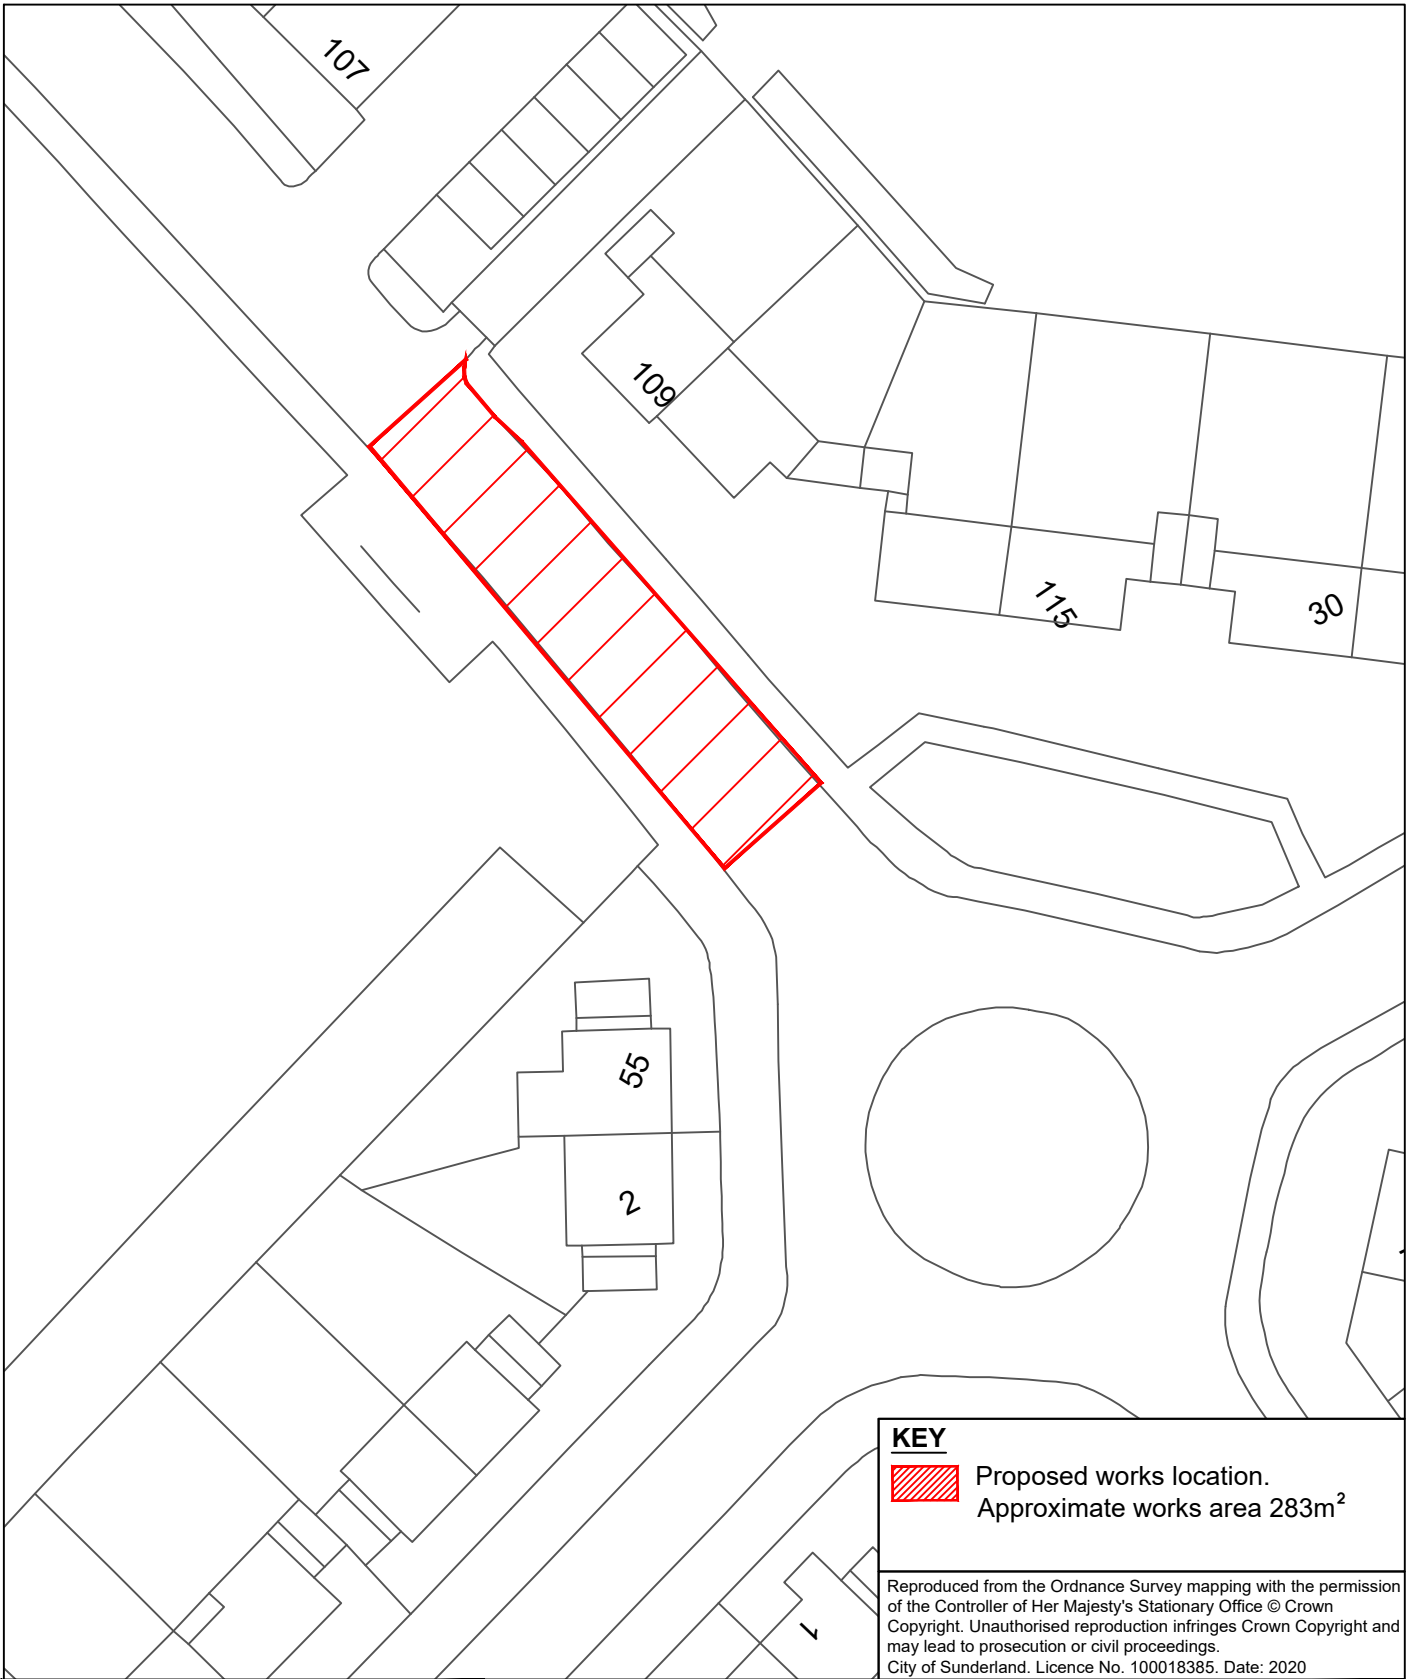 107
109
115
30
55
2
1
KEY
Proposed works location.
Approximate works area 283m²
Reproduced from the Ordnance Survey mapping with the permission
of the Controller of Her Majesty's Stationary Office © Crown
Copyright. Unauthorised reproduction infringes Crown Copyright and
may lead to prosecution or civil proceedings.
City of Sunderland. Licence No. 100018385. Date: 2020